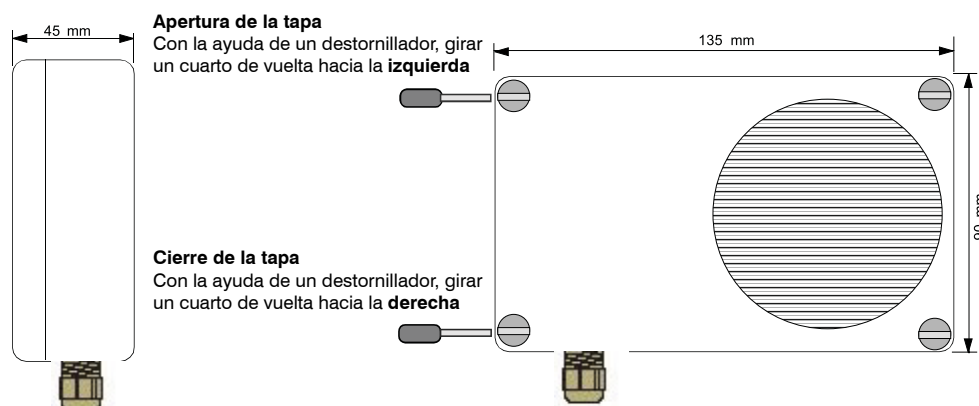 45 mm
Apertura de la tapa
Con la ayuda de un destornillador, girar
un cuarto de vuelta hacia la izquierda
135 mm
90 mm
Cierre de la tapa
Con la ayuda de un destornillador, girar
un cuarto de vuelta hacia la derecha